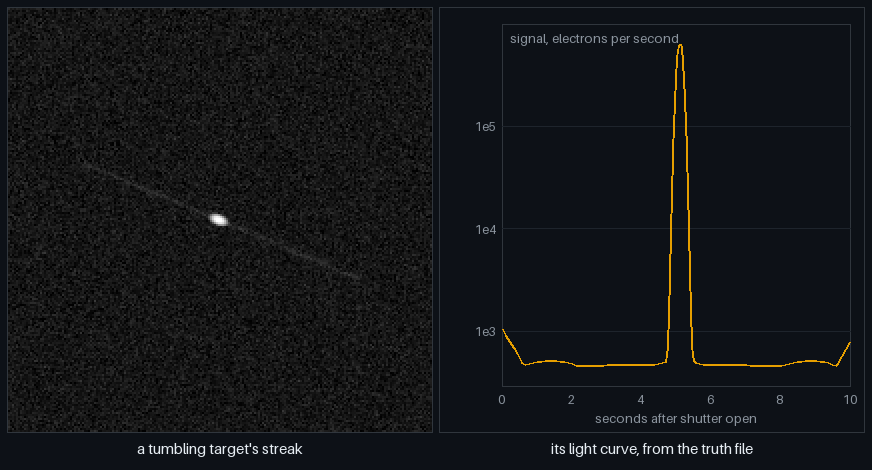 signal, electrons per second
1e5
1e4
1e3
0 2 4 6 8 10
seconds after shutter open
a tumbling target's streak
its light curve, from the truth file